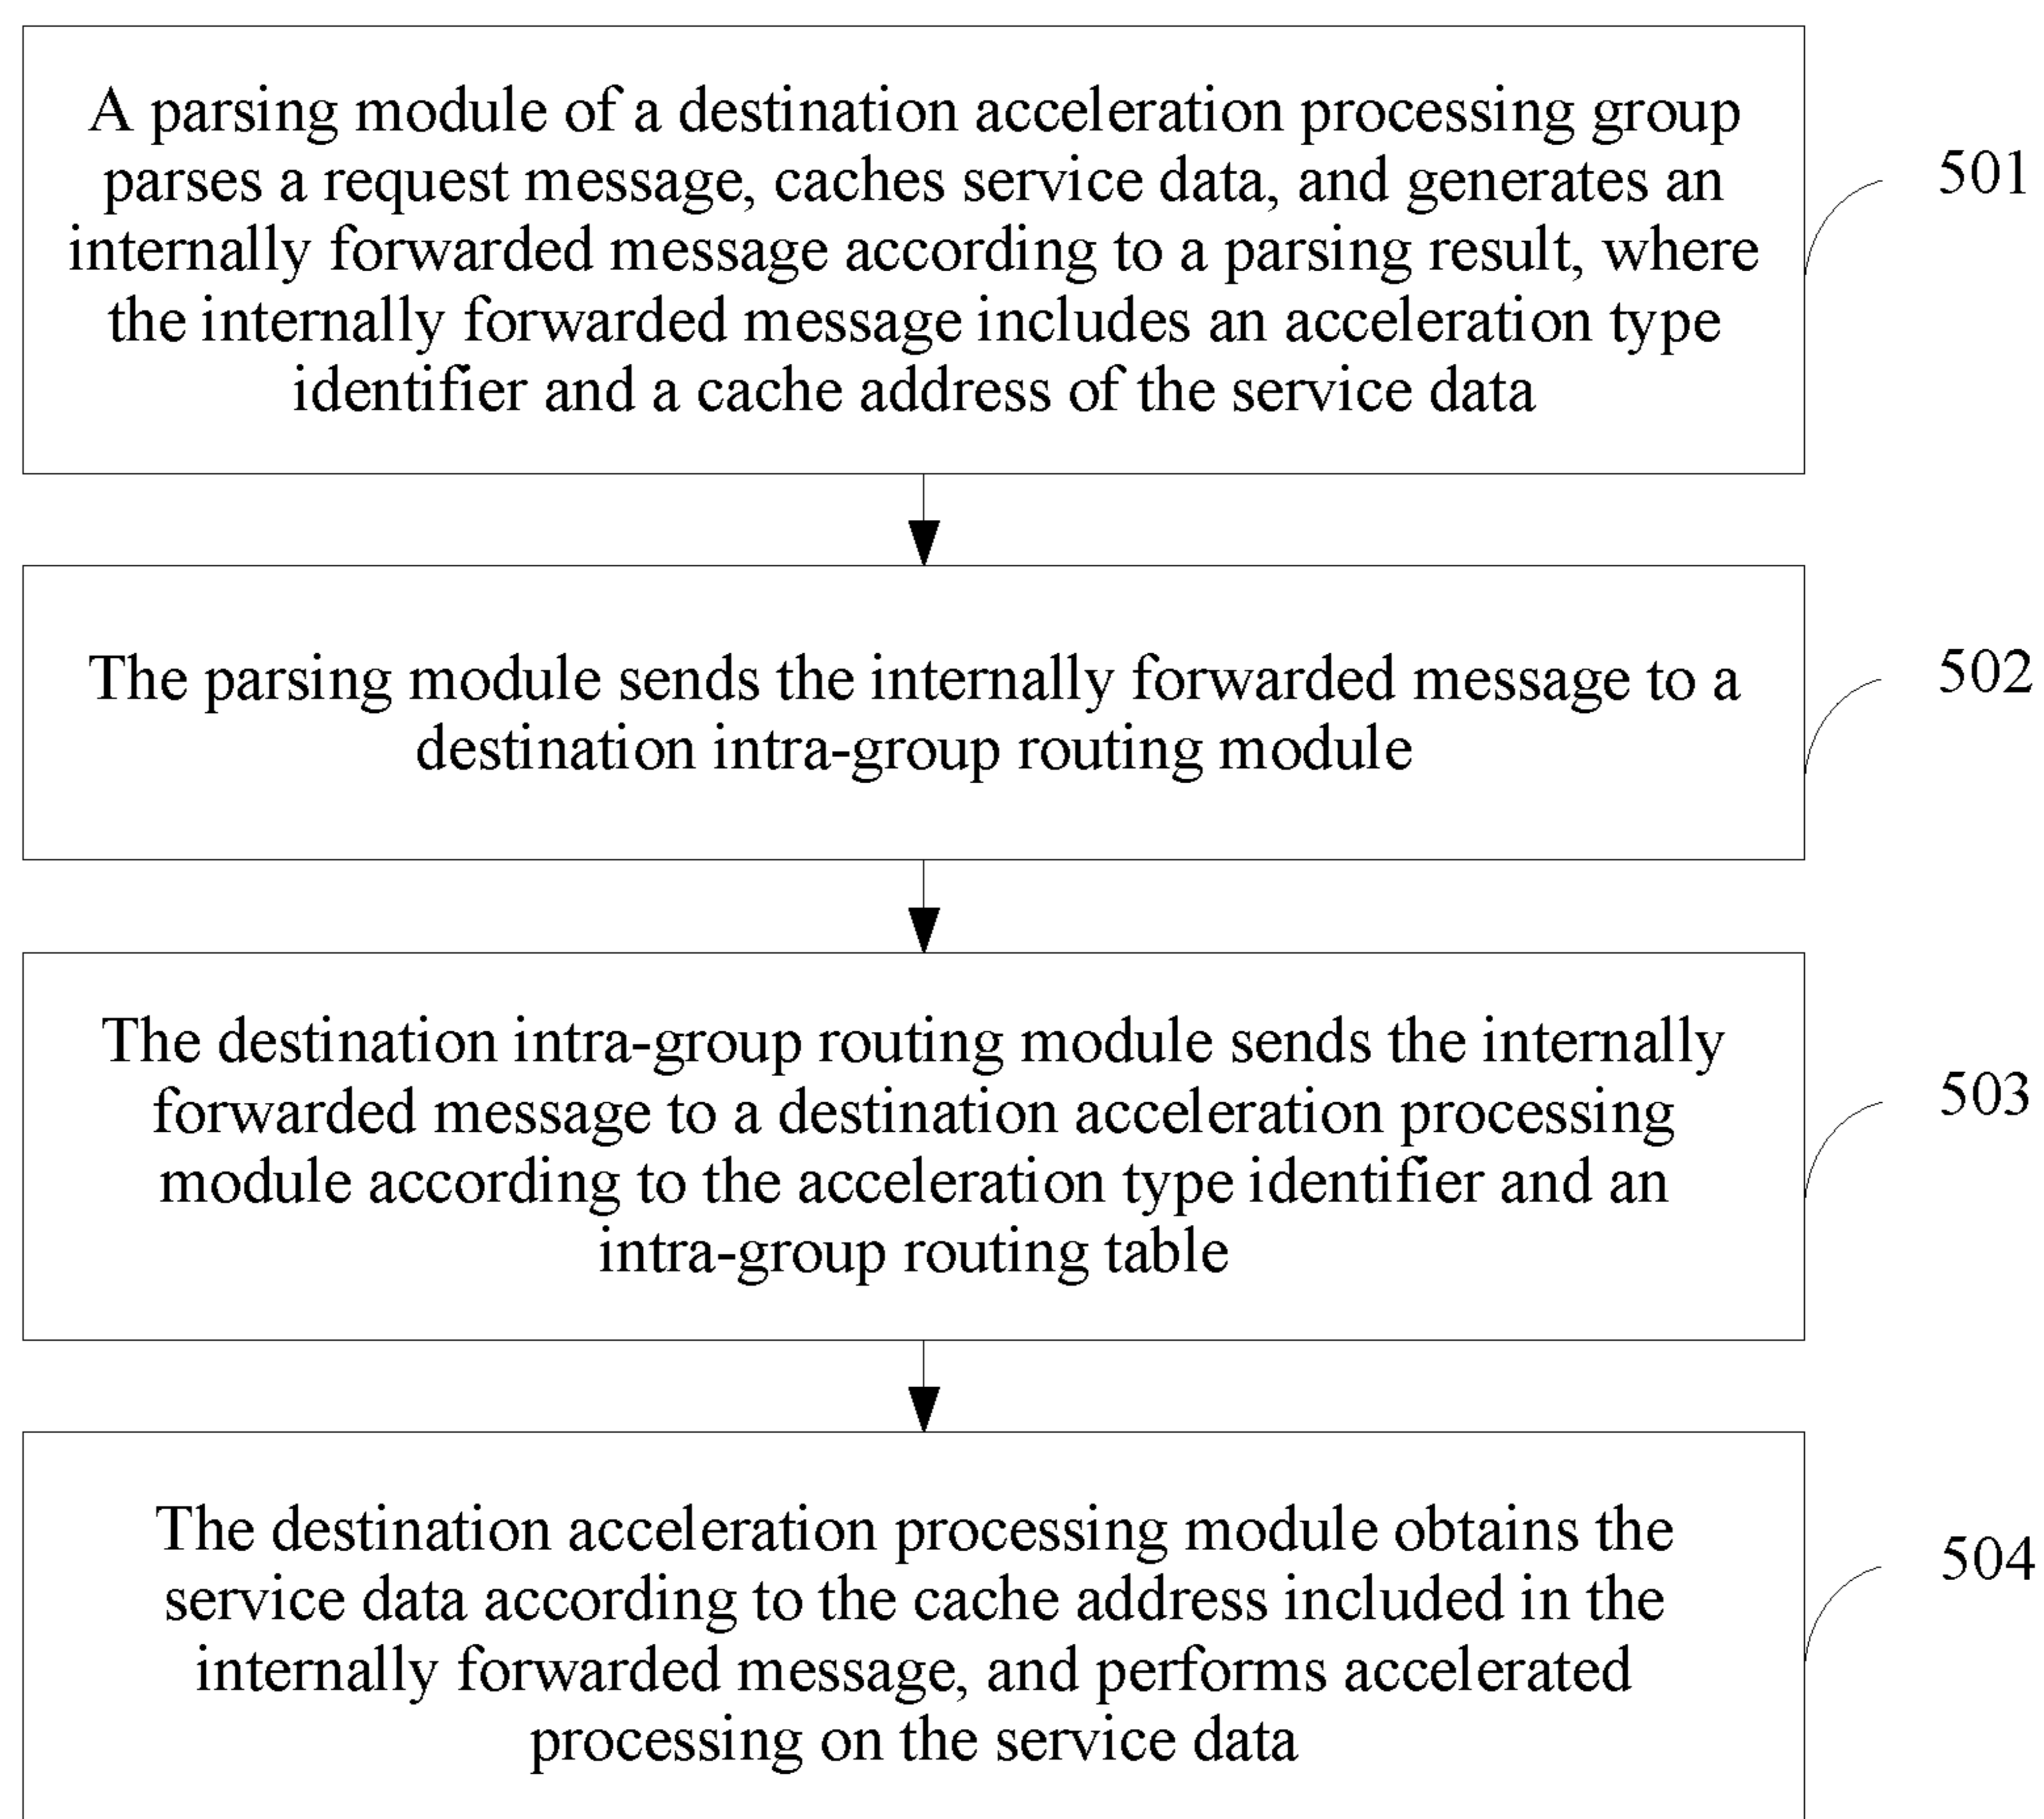 A parsing module of a destination acceleration processing group
parses a request message, caches service data, and generates an
internally forwarded message according to a parsing result, where
the internally forwarded message includes an acceleration type
identifier and a cache address of the service data
501
The parsing module sends the internally forwarded message to a
destination intra-group routing module
502
The destination intra-group routing module sends the internally
forwarded message to a destination acceleration processing
module according to the acceleration type identifier and an
intra-group routing table
503
The destination acceleration processing module obtains the
service data according to the cache address included in the
internally forwarded message, and performs accelerated
processing on the service data
504